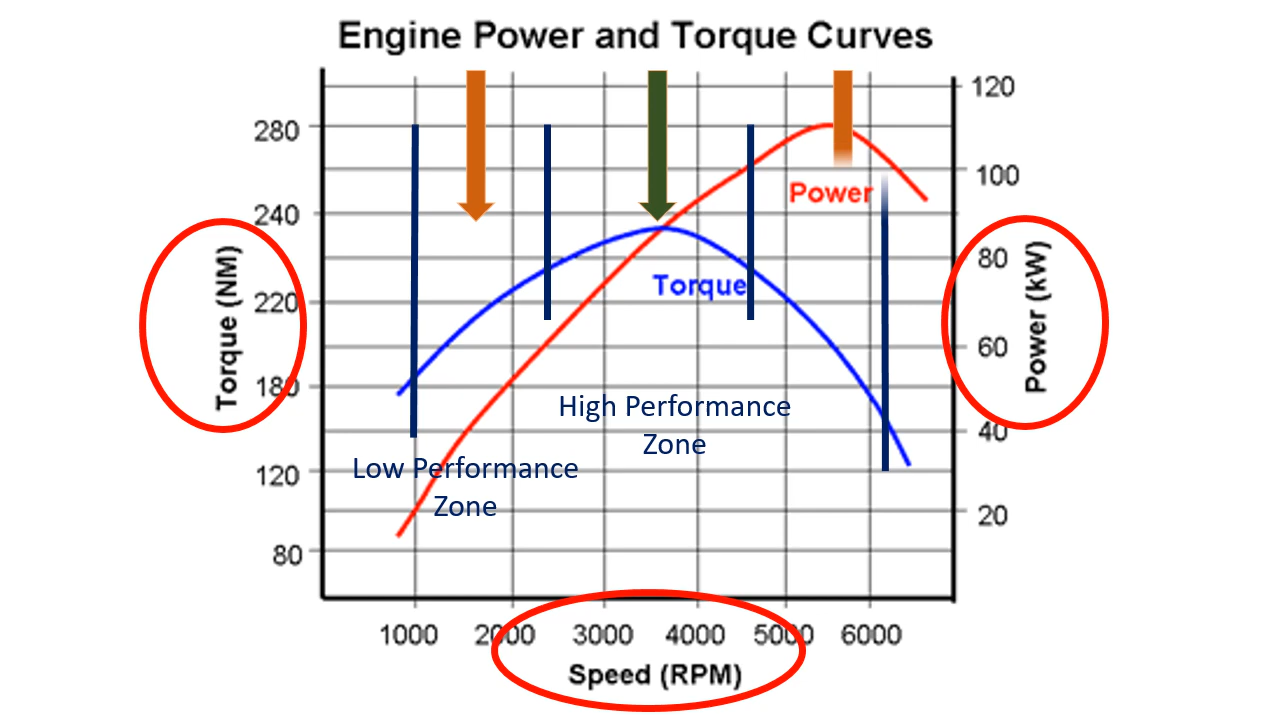 Engine Power and Torque Curves
280
240
220
180
120
80
Torque (NM)
120
100
80
60
40
20
Power (kW)
Power
Torque
High Performance
Zone
Low Performance
Zone
1000 2000 3000 4000 5000 6000
Speed (RPM)